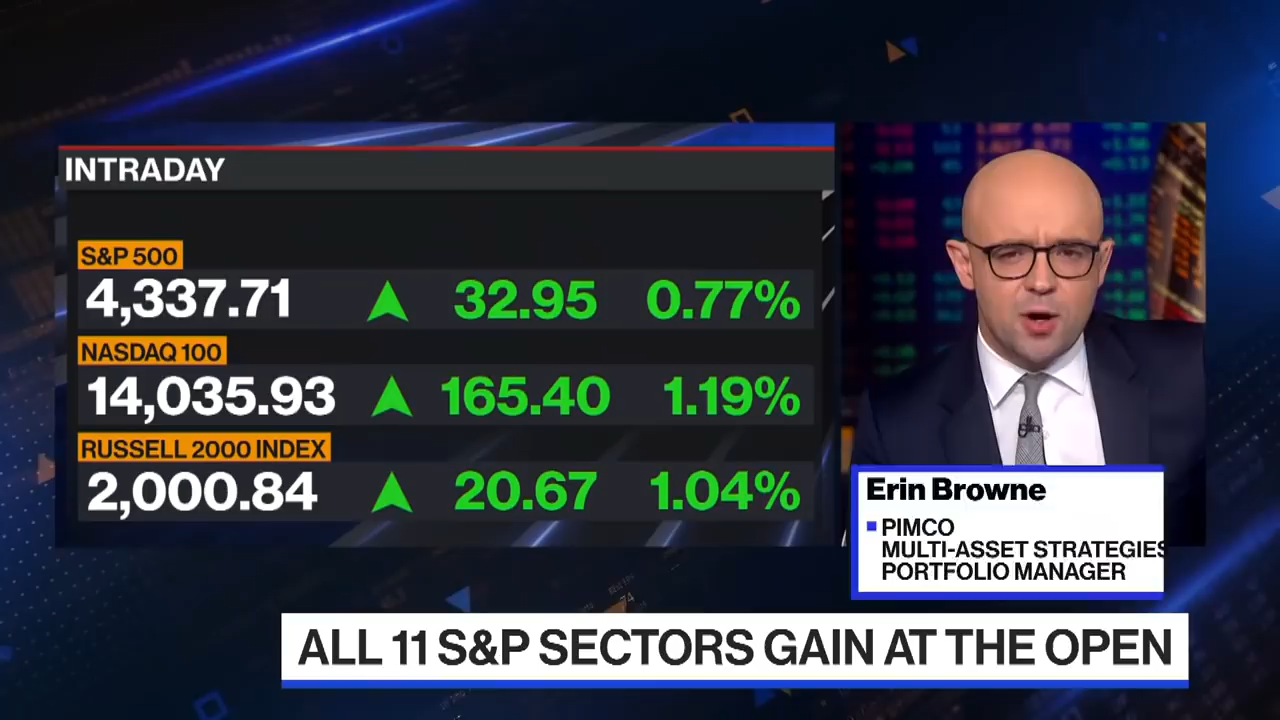 INTRADAY
S&P 500
4,337.71 32.95 0.77%
NASDAQ 100
14,035.93 165.40 1.19%
RUSSELL 2000 INDEX
2,000.84 20.67 1.04%
Erin Browne
PIMCO
MULTI-ASSET STRATEGIES
PORTFOLIO MANAGER
ALL 11 S&P SECTORS GAIN AT THE OPEN